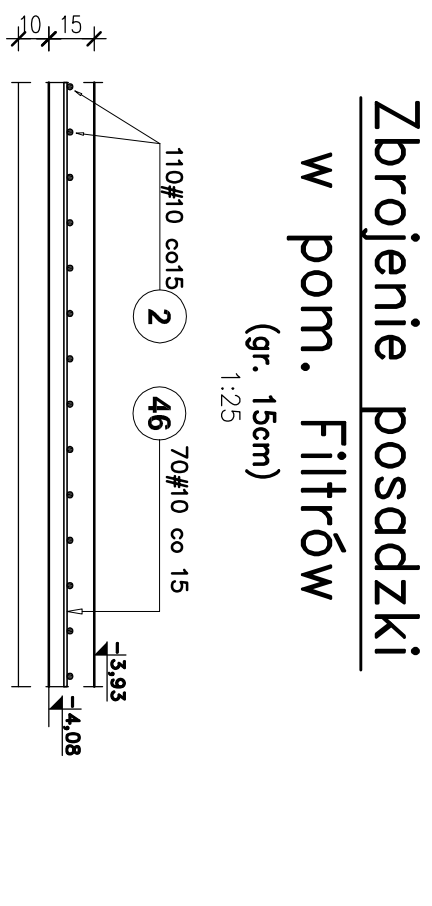 Zbrojenie posadzki
w pom. Filtrów
(gr. 15cm)
1:25
110#10 co15
2
46
70#10 co 15
-3,93
-4,08
10
15